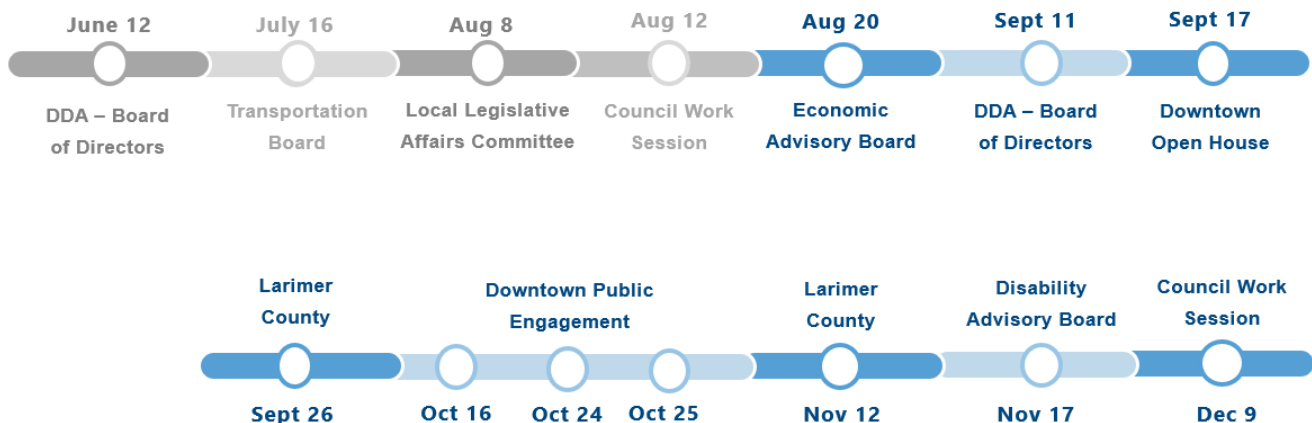 June 12 July 16 Aug 8 Aug 12 Aug 20 Sept 11 Sept 17
DDA – Board
of Directors
Transportation
Board
Local Legislative
Affairs Committee
Council Work
Session
Economic
Advisory Board
DDA – Board
of Directors
Downtown
Open House
Larimer
County
Downtown Public
Engagement
Larimer
County
Disability
Advisory Board
Council Work
Session
Sept 26 Oct 16 Oct 24 Oct 25 Nov 12 Nov 17 Dec 9